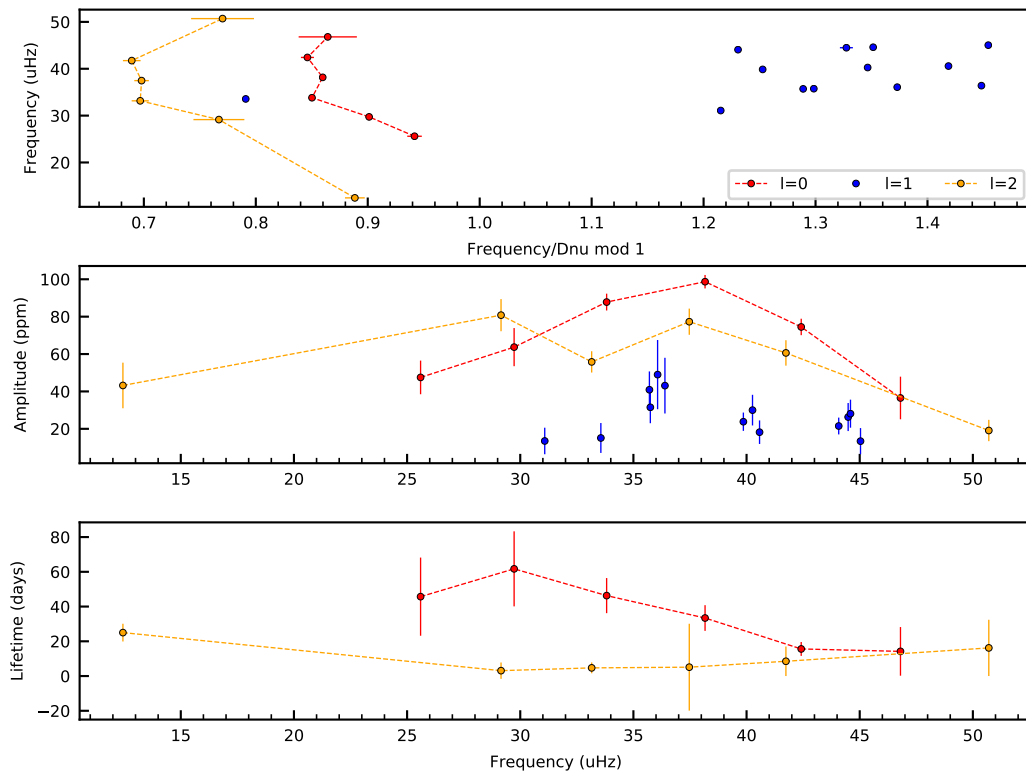 50
40
30
20
Frequency (uHz)
l=0 l=1 l=2
0.7 0.8 0.9 1.0 1.1 1.2 1.3 1.4
Frequency/Dnu mod 1
100
80
60
40
20
Amplitude (ppm)
15 20 25 30 35 40 45 50
80
60
40
20
0
−20
Lifetime (days)
15 20 25 30 35 40 45 50
Frequency (uHz)